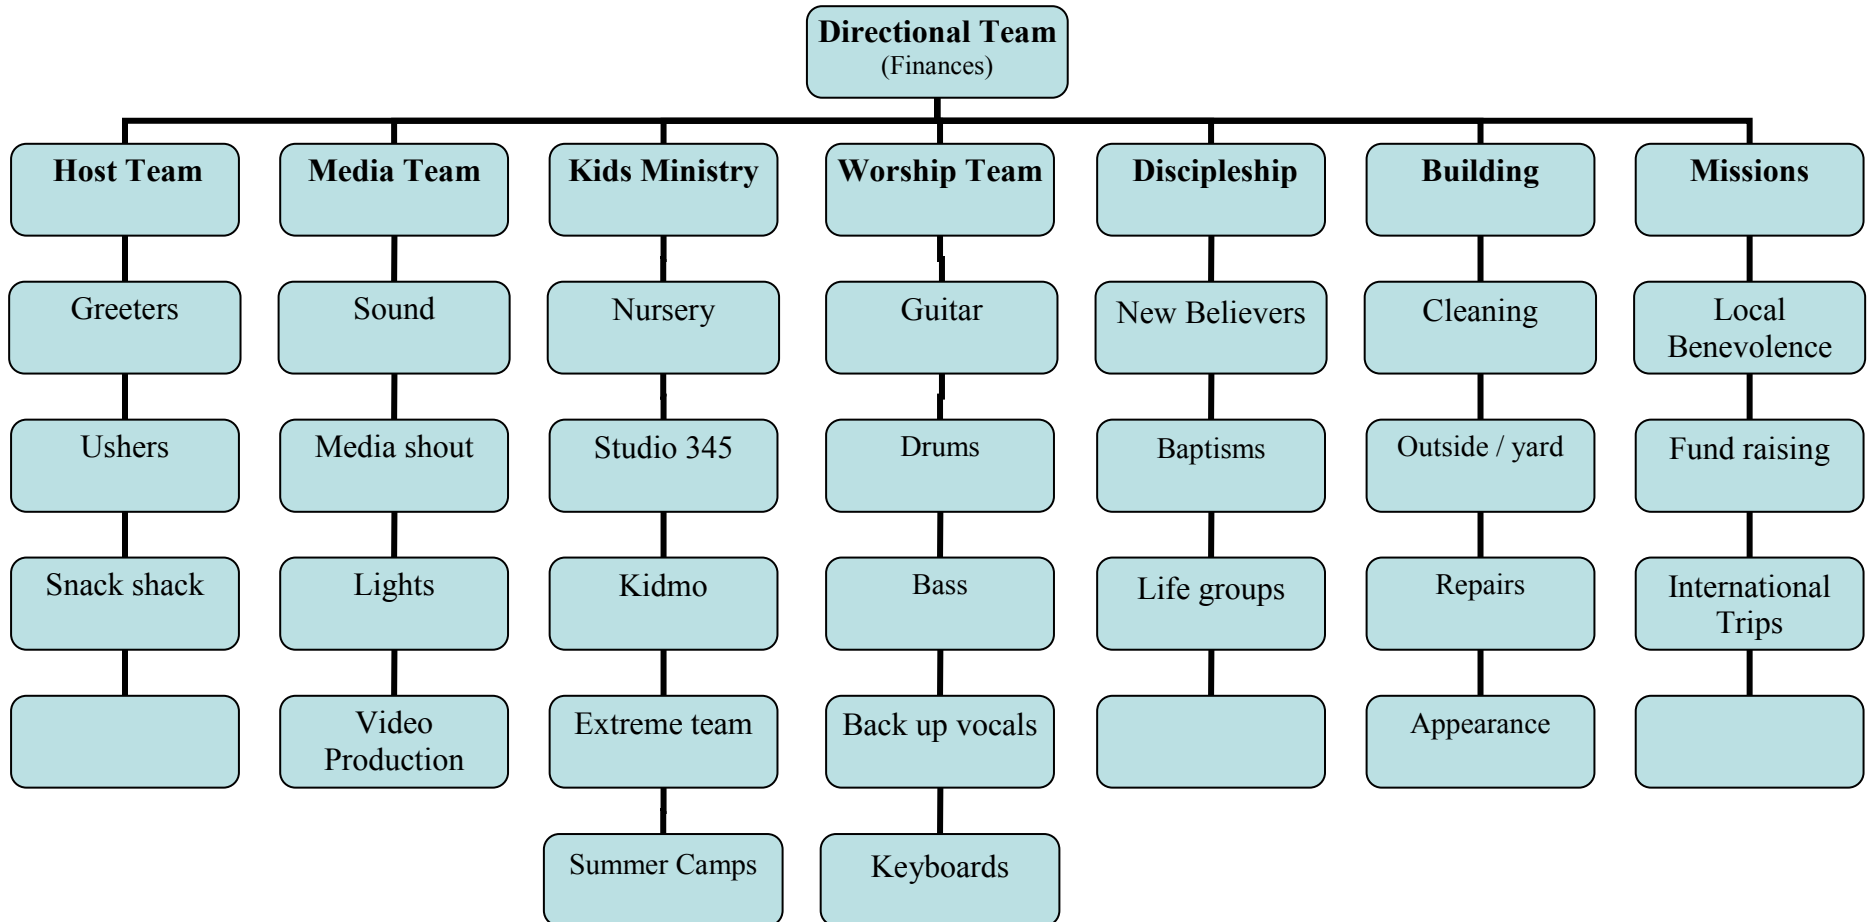 Directional Team
(Finances)
Host Team
Media Team
Kids Ministry
Worship Team
Discipleship
Building
Missions
Greeters
Sound
Nursery
Guitar
New Believers
Cleaning
Local
Benevolence
Ushers
Media shout
Studio 345
Drums
Baptisms
Outside / yard
Fund raising
Snack shack
Lights
Kidmo
Bass
Life groups
Repairs
International
Trips
Video
Production
Extreme team
Back up vocals
Appearance
Summer Camps
Keyboards